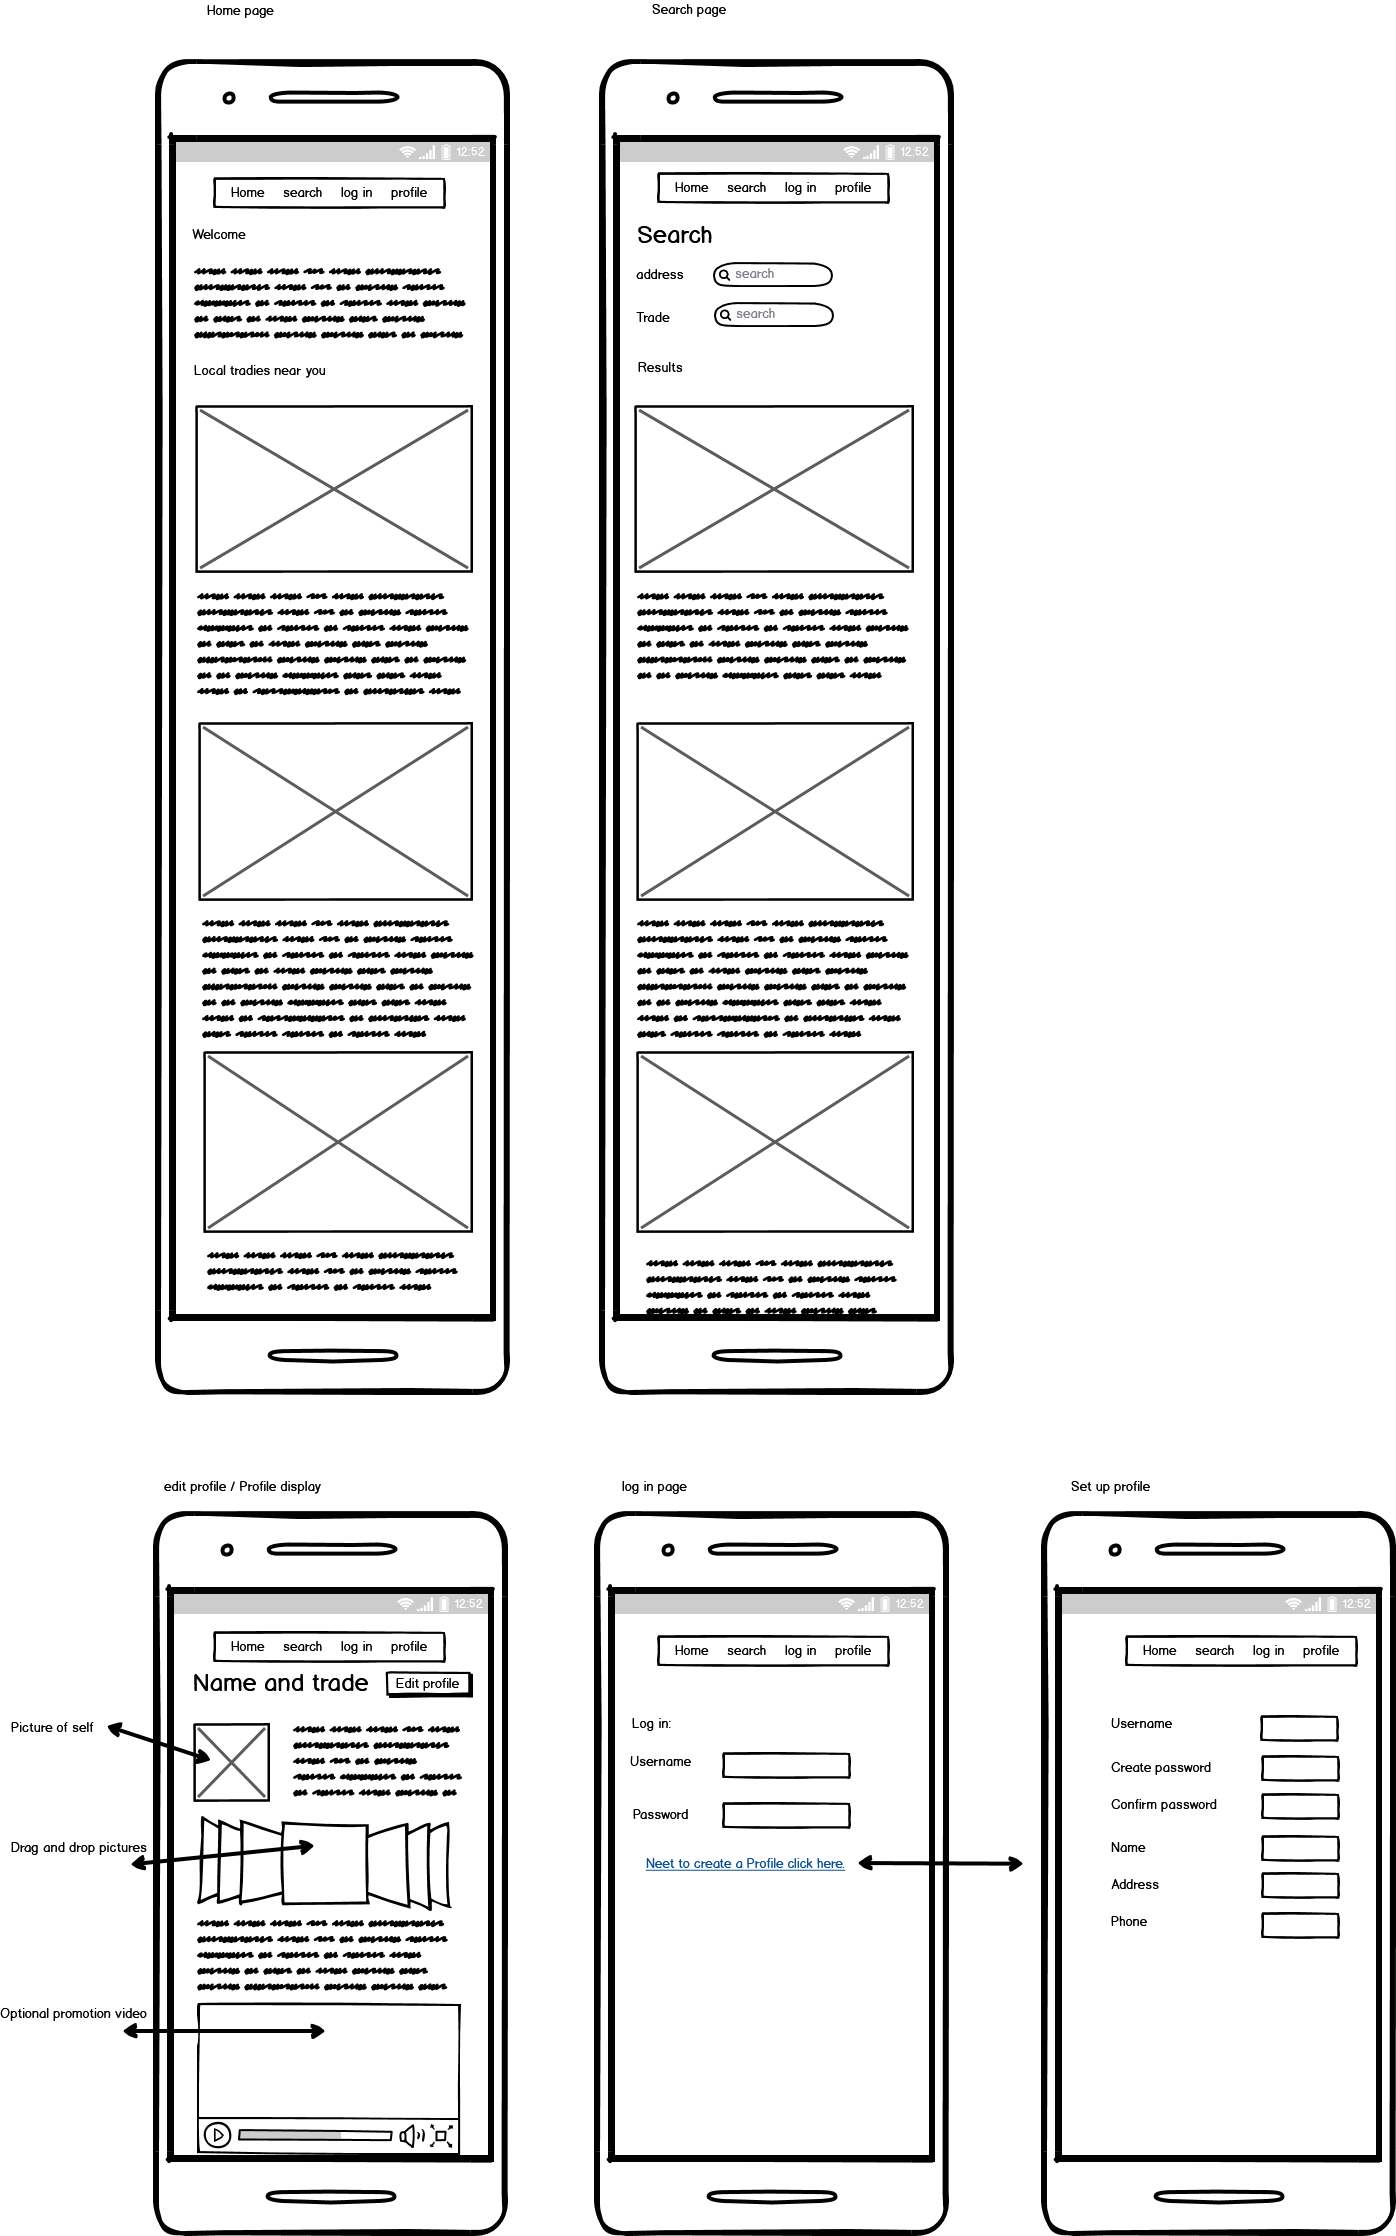 Home page
12:52
Home search log in profile
Welcome
Local tradies near you
Search page
12:52
Home search log in profile
Search
address search
Trade search
Results
edit profile / Profile display
12:52
Home search log in profile
Name and trade Edit profile
Picture of self
Drag and drop pictures
Optional promotion video
log in page
12:52
Home search log in profile
Log in:
Username
Password
Neet to create a Profile click here.
Set up profile
12:52
Home search log in profile
Username
Create password
Confirm password
Name
Address
Phone